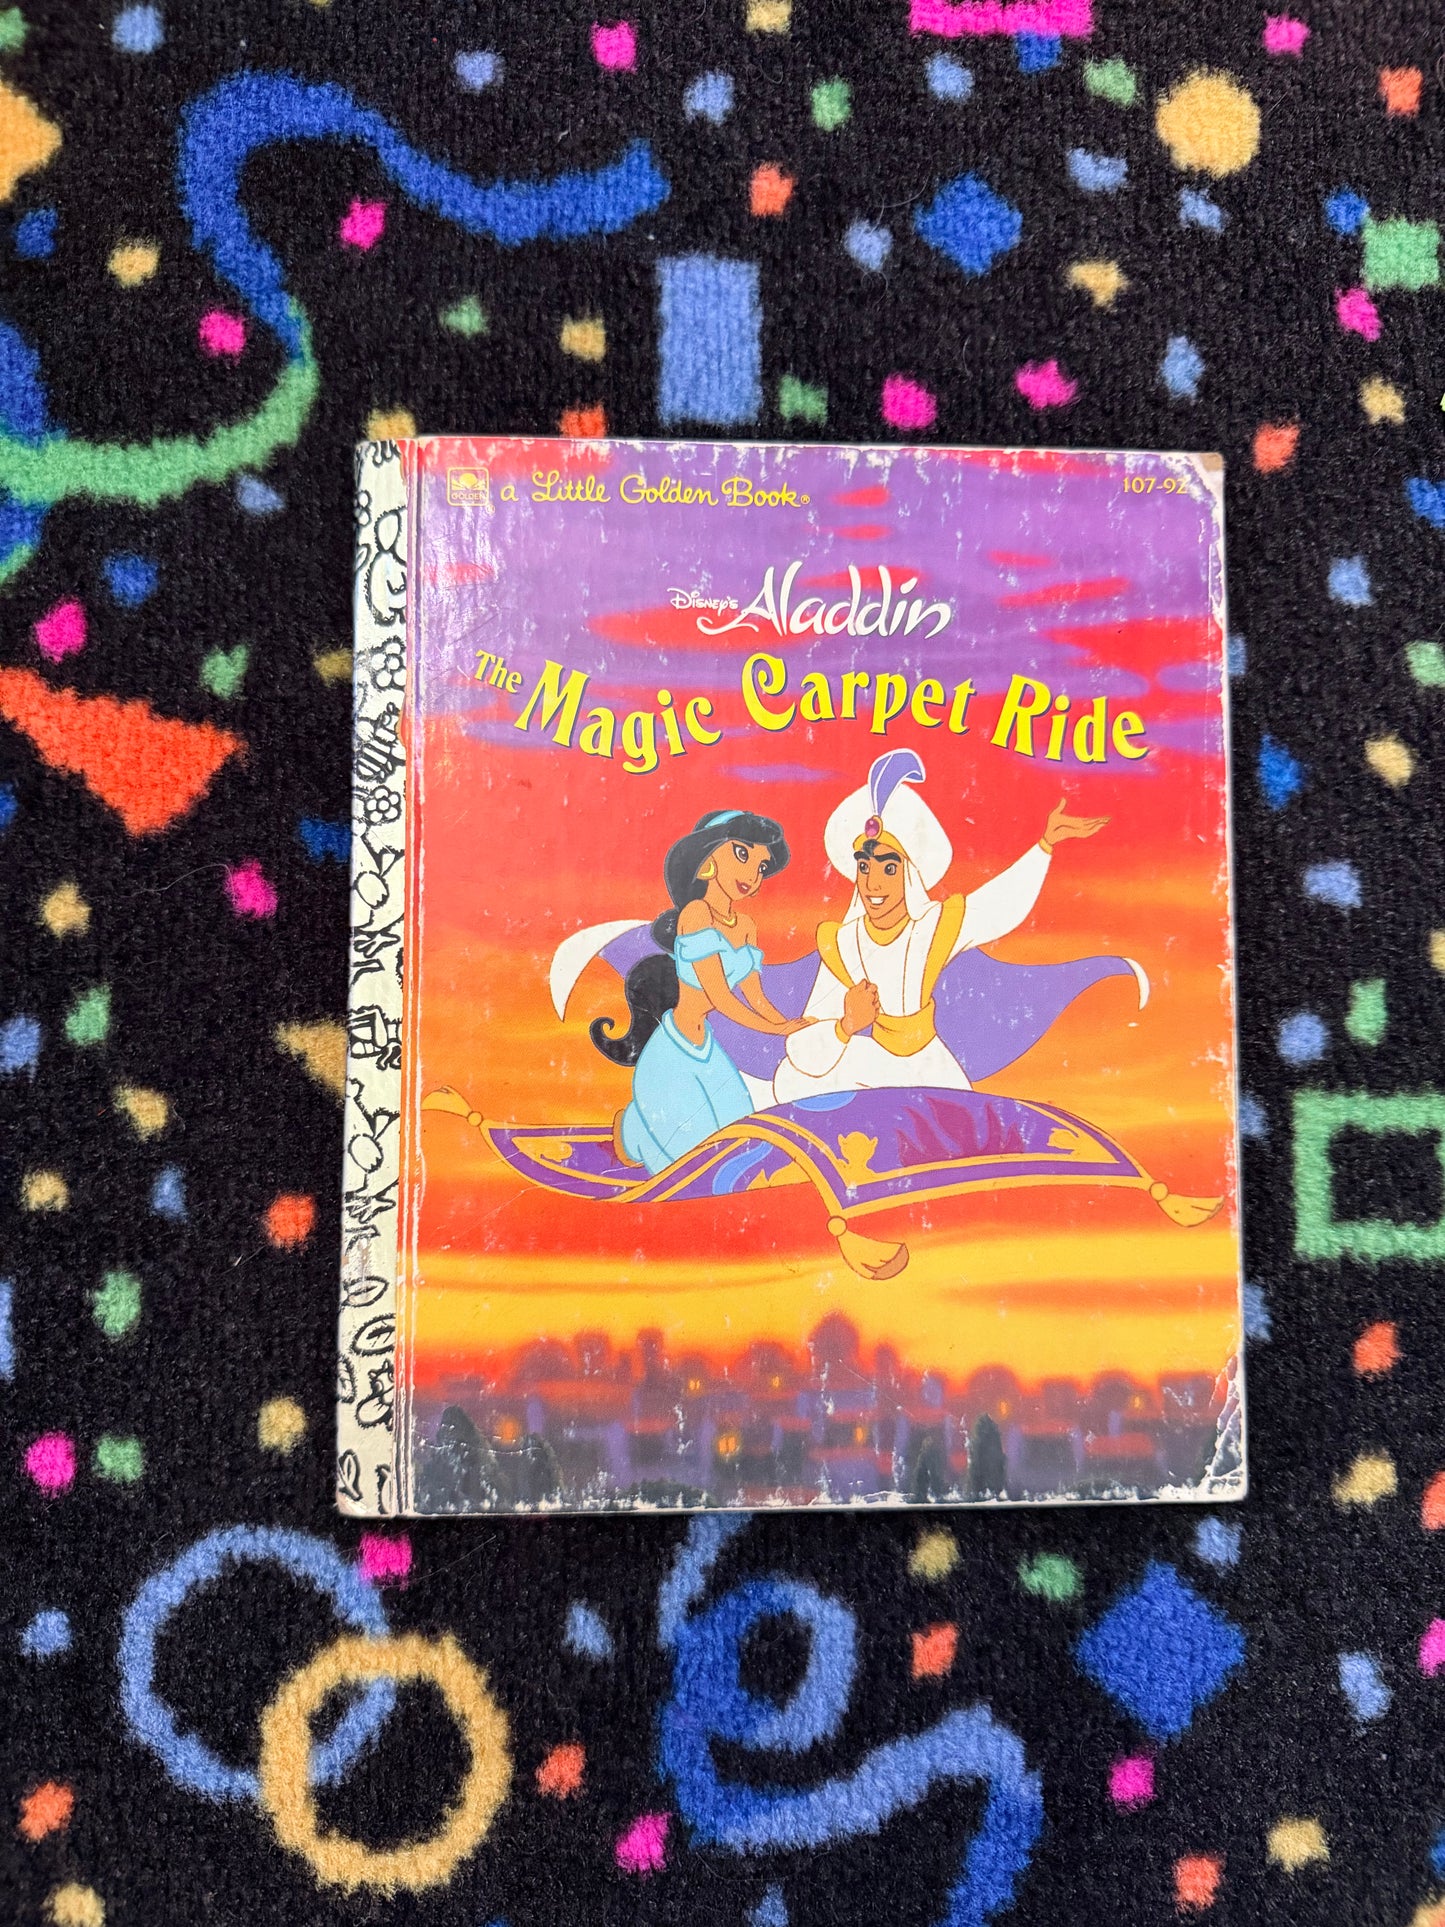 GOLDEN
a Little Golden Book®
107-92
DISNEY'S Aladdin
The Magic Carpet Ride